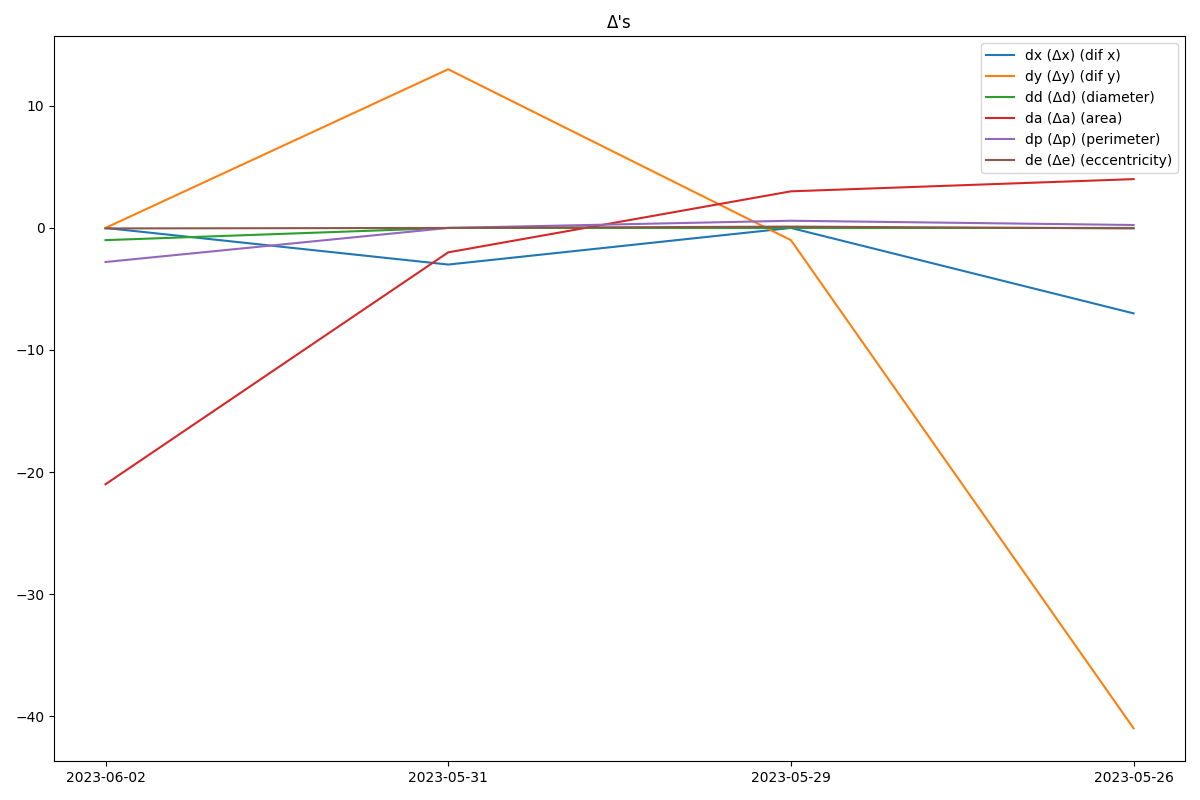 Δ's
dx (Δx) (dif x)
dy (Δy) (dif y)
dd (Δd) (diameter)
da (Δa) (area)
dp (Δp) (perimeter)
de (Δe) (eccentricity)
10
0
−10
−20
−30
−40
2023-06-02 2023-05-31 2023-05-29 2023-05-26